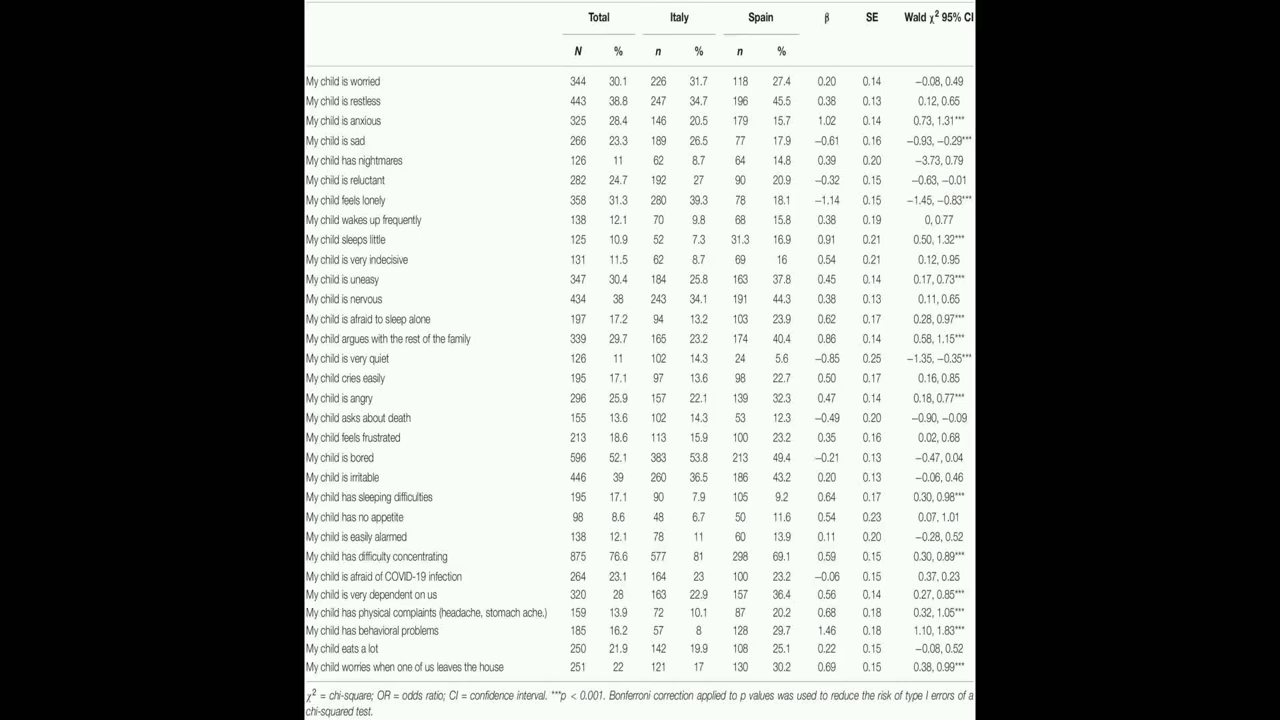 Total Italy Spain β SE Wald χ² 95% CI
N % n % n %
My child is worried 344 30.1 226 31.7 118 27.4 0.20 0.14 −0.08, 0.49
My child is restless 443 38.8 247 34.7 196 45.5 0.38 0.13 0.12, 0.65
My child is anxious 325 28.4 146 20.5 179 15.7 1.02 0.14 0.73, 1.31***
My child is sad 266 23.3 189 26.5 77 17.9 −0.61 0.16 −0.93, −0.29***
My child has nightmares 126 11 62 8.7 64 14.8 0.39 0.20 −3.73, 0.79
My child is reluctant 282 24.7 192 27 90 20.9 −0.32 0.15 −0.63, −0.01
My child feels lonely 358 31.3 280 39.3 78 18.1 −1.14 0.15 −1.45, −0.83***
My child wakes up frequently 138 12.1 70 9.8 68 15.8 0.38 0.19 0, 0.77
My child sleeps little 125 10.9 52 7.3 31.3 16.9 0.91 0.21 0.50, 1.32***
My child is very indecisive 131 11.5 62 8.7 69 16 0.54 0.21 0.12, 0.95
My child is uneasy 347 30.4 184 25.8 163 37.8 0.45 0.14 0.17, 0.73***
My child is nervous 434 38 243 34.1 191 44.3 0.38 0.13 0.11, 0.65
My child is afraid to sleep alone 197 17.2 94 13.2 103 23.9 0.62 0.17 0.28, 0.97***
My child argues with the rest of the family 339 29.7 165 23.2 174 40.4 0.86 0.14 0.58, 1.15***
My child is very quiet 126 11 102 14.3 24 5.6 −0.85 0.25 −1.35, −0.35***
My child cries easily 195 17.1 97 13.6 98 22.7 0.50 0.17 0.16, 0.85
My child is angry 296 25.9 157 22.1 139 32.3 0.47 0.14 0.18, 0.77***
My child asks about death 155 13.6 102 14.3 53 12.3 −0.49 0.20 −0.90, −0.09
My child feels frustrated 213 18.6 113 15.9 100 23.2 0.35 0.16 0.02, 0.68
My child is bored 596 52.1 383 53.8 213 49.4 −0.21 0.13 −0.47, 0.04
My child is irritable 446 39 260 36.5 186 43.2 0.20 0.13 −0.06, 0.46
My child has sleeping difficulties 195 17.1 90 7.9 105 9.2 0.64 0.17 0.30, 0.98***
My child has no appetite 98 8.6 48 6.7 50 11.6 0.54 0.23 0.07, 1.01
My child is easily alarmed 138 12.1 78 11 60 13.9 0.11 0.20 −0.28, 0.52
My child has difficulty concentrating 875 76.6 577 81 298 69.1 0.59 0.15 0.30, 0.89***
My child is afraid of COVID-19 infection 264 23.1 164 23 100 23.2 −0.06 0.15 0.37, 0.23
My child is very dependent on us 320 28 163 22.9 157 36.4 0.56 0.14 0.27, 0.85***
My child has physical complaints (headache, stomach ache.) 159 13.9 72 10.1 87 20.2 0.68 0.18 0.32, 1.05***
My child has behavioral problems 185 16.2 57 8 128 29.7 1.46 0.18 1.10, 1.83***
My child eats a lot 250 21.9 142 19.9 108 25.1 0.22 0.15 −0.08, 0.52
My child worries when one of us leaves the house 251 22 121 17 130 30.2 0.69 0.15 0.38, 0.99***
χ² = chi-square; OR = odds ratio; CI = confidence interval. ***p < 0.001. Bonferroni correction applied to p values was used to reduce the risk of type I errors of a
chi-squared test.